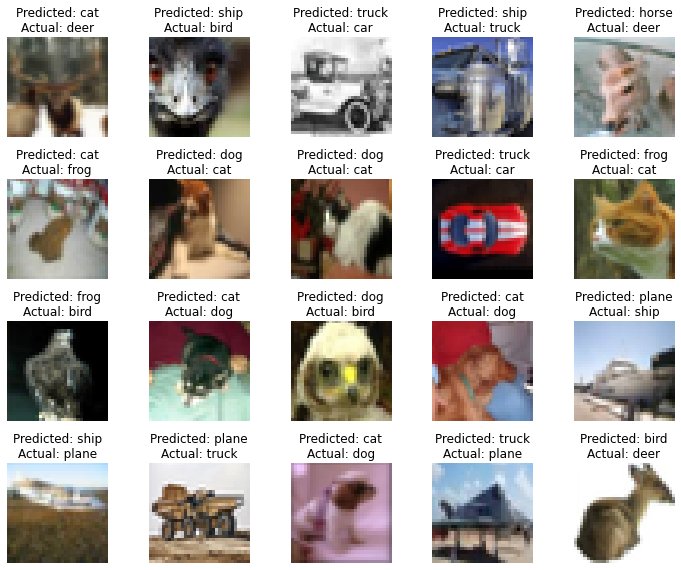 Predicted: cat
Actual: deer
Predicted: ship
Actual: bird
Predicted: truck
Actual: car
Predicted: ship
Actual: truck
Predicted: horse
Actual: deer
Predicted: cat
Actual: frog
Predicted: dog
Actual: cat
Predicted: dog
Actual: cat
Predicted: truck
Actual: car
Predicted: frog
Actual: cat
Predicted: frog
Actual: bird
Predicted: cat
Actual: dog
Predicted: dog
Actual: bird
Predicted: cat
Actual: dog
Predicted: plane
Actual: ship
Predicted: ship
Actual: plane
Predicted: plane
Actual: truck
Predicted: cat
Actual: dog
Predicted: truck
Actual: plane
Predicted: bird
Actual: deer